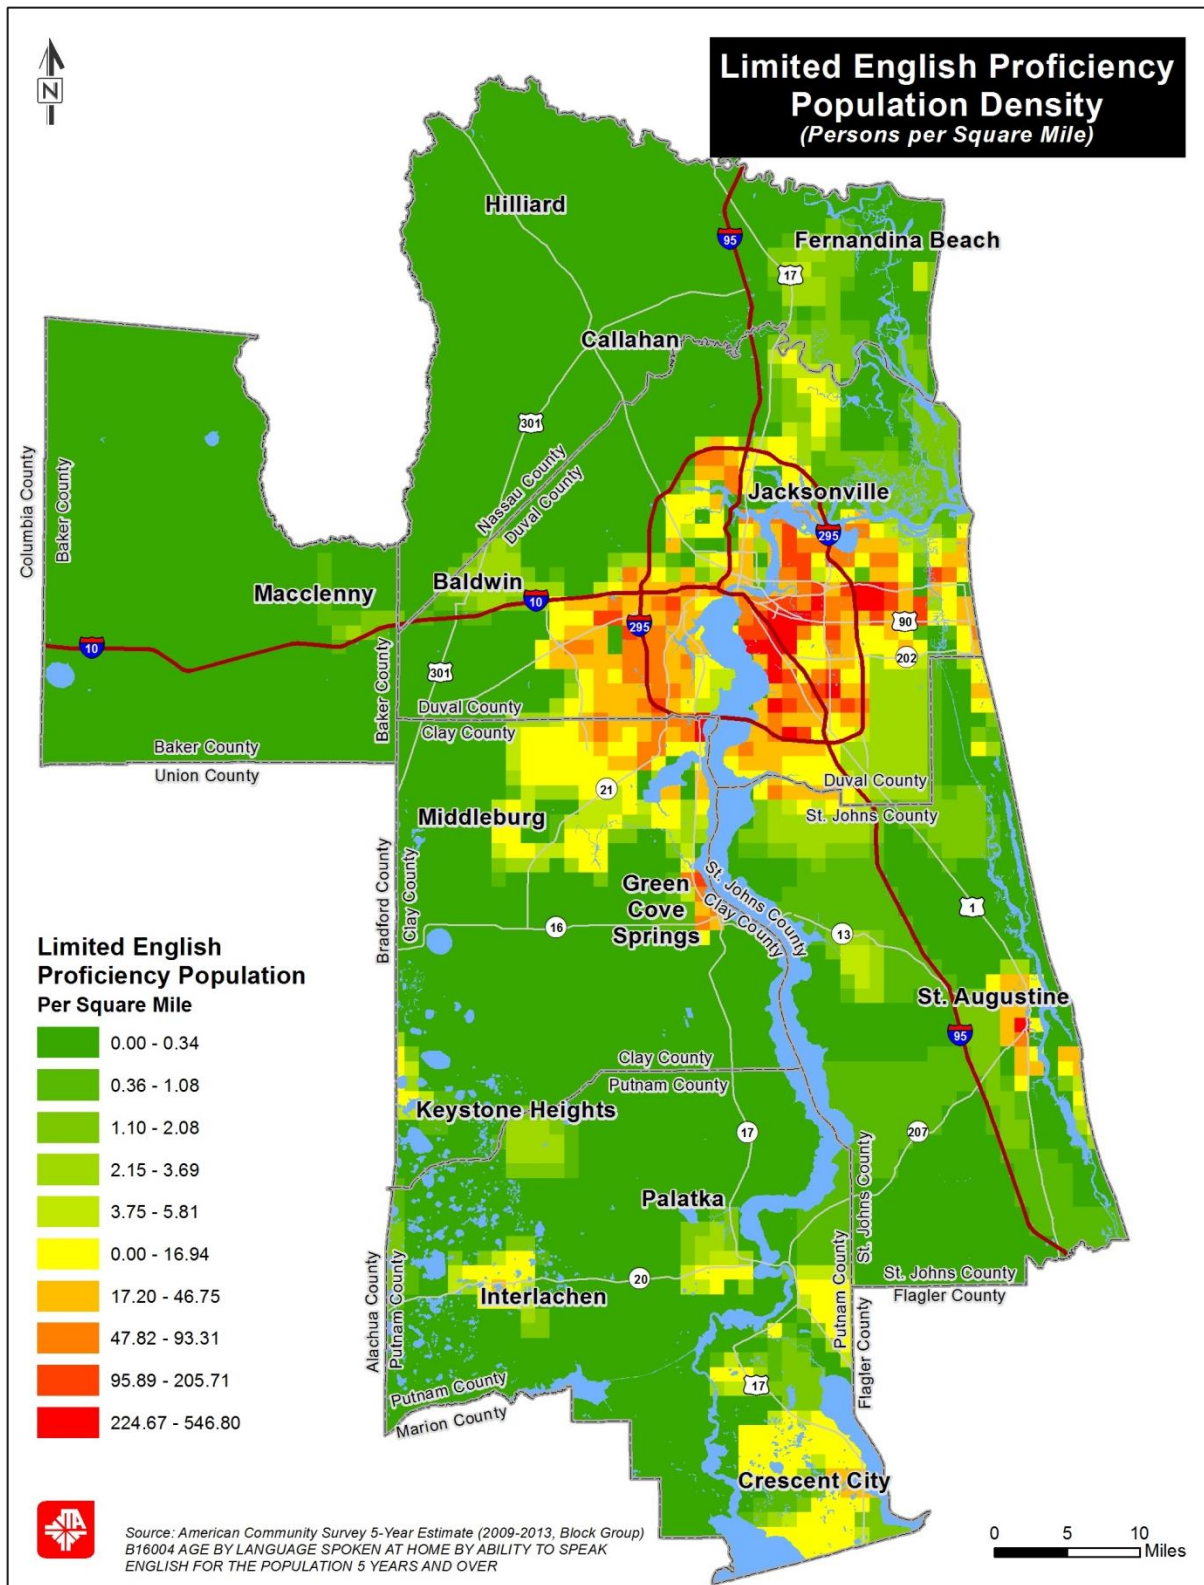 N
Limited English Proficiency
Population Density
(Persons per Square Mile)
Hilliard
95
Fernandina Beach
17
Callahan
301
Nassau County
Duval County
Columbia County
Baker County
Jacksonville
295
Macclenny
Baldwin
10
295
90
10
202
301
Baker County
Duval County
Clay County
Baker County
Union County
Duval County
St. Johns County
21
Middleburg
Bradford County
Clay County
Green
Cove
Springs
St. Johns County
Clay County
1
16
13
St. Augustine
95
Limited English
Proficiency Population
Per Square Mile
0.00 - 0.34
0.36 - 1.08
1.10 - 2.08
2.15 - 3.69
3.75 - 5.81
0.00 - 16.94
17.20 - 46.75
47.82 - 93.31
95.89 - 205.71
224.67 - 546.80
Clay County
Putnam County
Keystone Heights
17
207
Palatka
St. Johns County
Putnam County
Flagler County
20
Interlachen
St. Johns County
Flagler County
Alachua County
Putnam County
Putnam County
Marion County
17
Crescent City
JTA
Source: American Community Survey 5-Year Estimate (2009-2013, Block Group)
B16004 AGE BY LANGUAGE SPOKEN AT HOME BY ABILITY TO SPEAK
ENGLISH FOR THE POPULATION 5 YEARS AND OVER
0 5 10
Miles